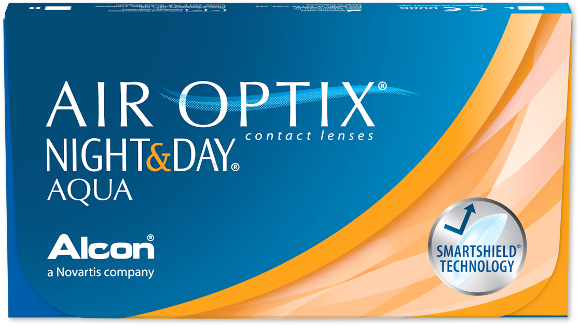 AIR OPTIX®
contact lenses
NIGHT&DAY®
AQUA
Alcon®
a Novartis company
SMARTSHIELD®
TECHNOLOGY